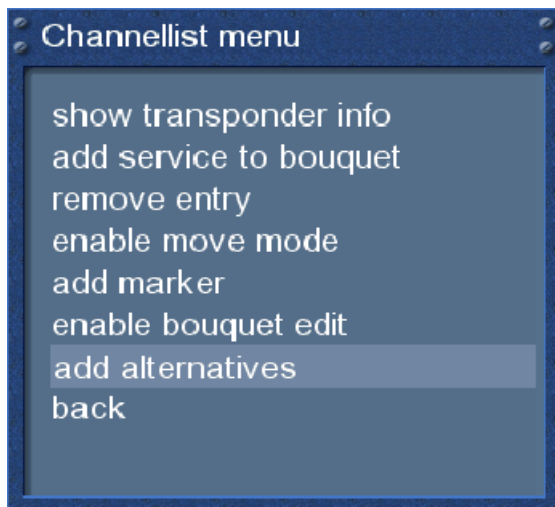 Channellist menu
show transponder info
add service to bouquet
remove entry
enable move mode
add marker
enable bouquet edit
add alternatives
back